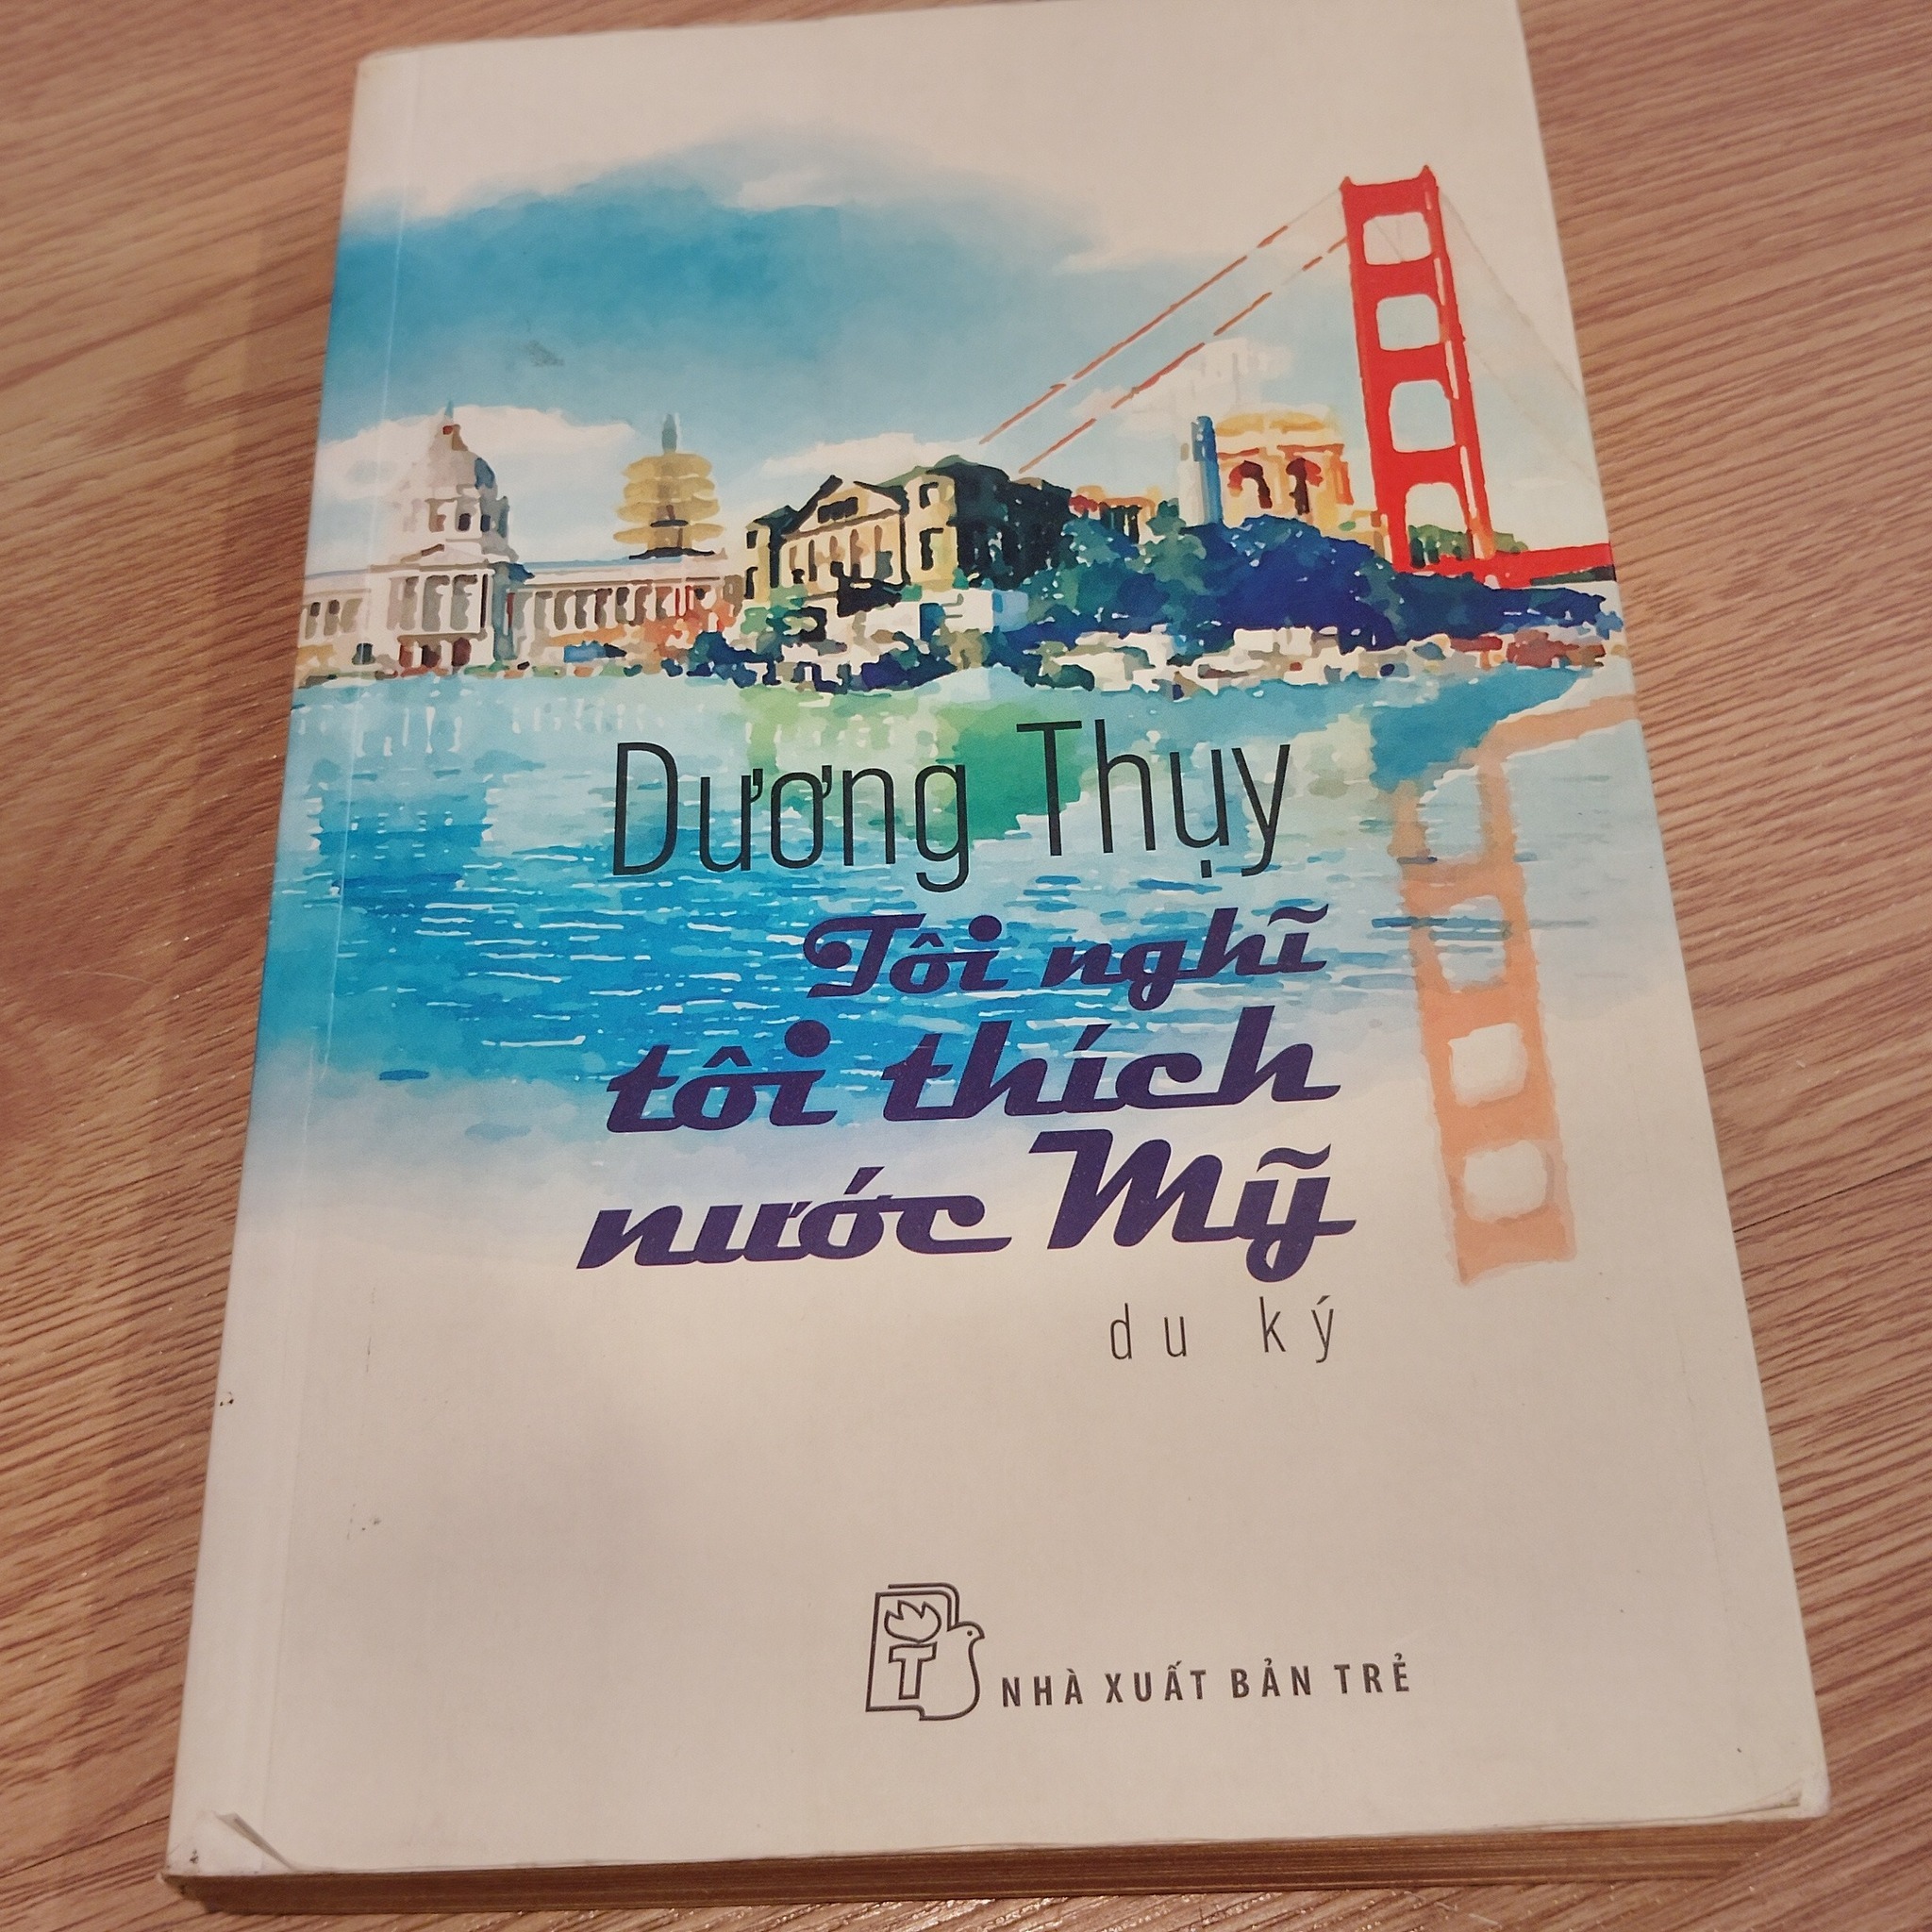 Dương Thụy
Tôi nghĩ
tôi thích
nước Mỹ
du ký
T
NHÀ XUẤT BẢN TRẺ